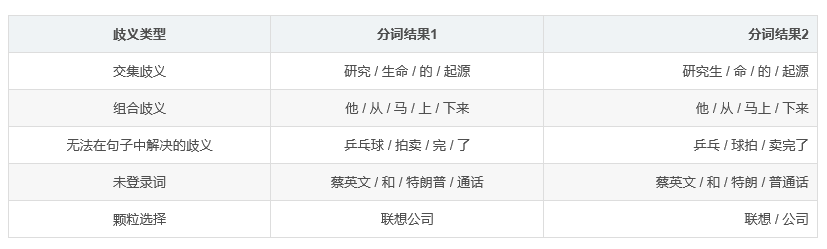 歧义类型 分词结果1 分词结果2
交集歧义 研究 / 生命 / 的 / 起源 研究生 / 命 / 的 / 起源
组合歧义 他 / 从 / 马 / 上 / 下来 他 / 从 / 马上 / 下来
无法在句子中解决的歧义 乒乓球 / 拍卖 / 完 / 了 乒乓 / 球拍 / 卖完了
未登录词 蔡英文 / 和 / 特朗普 / 通话 蔡英文 / 和 / 特朗 / 普通话
颗粒选择 联想公司 联想 / 公司